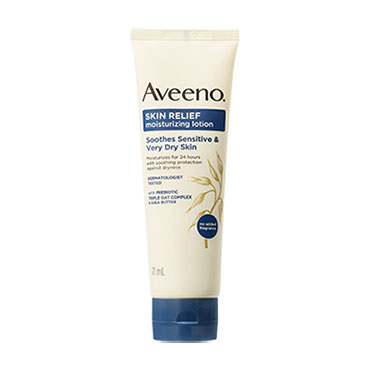 Aveeno.
SKIN RELIEF
moisturizing lotion
Soothes Sensitive &
Very Dry Skin
Moisturizes for 24 hours
with soothing protection
against dryness
DERMATOLOGIST
TESTED
with PREBIOTIC
TRIPLE OAT COMPLEX
& SHEA BUTTER
no added
fragrance
71mL